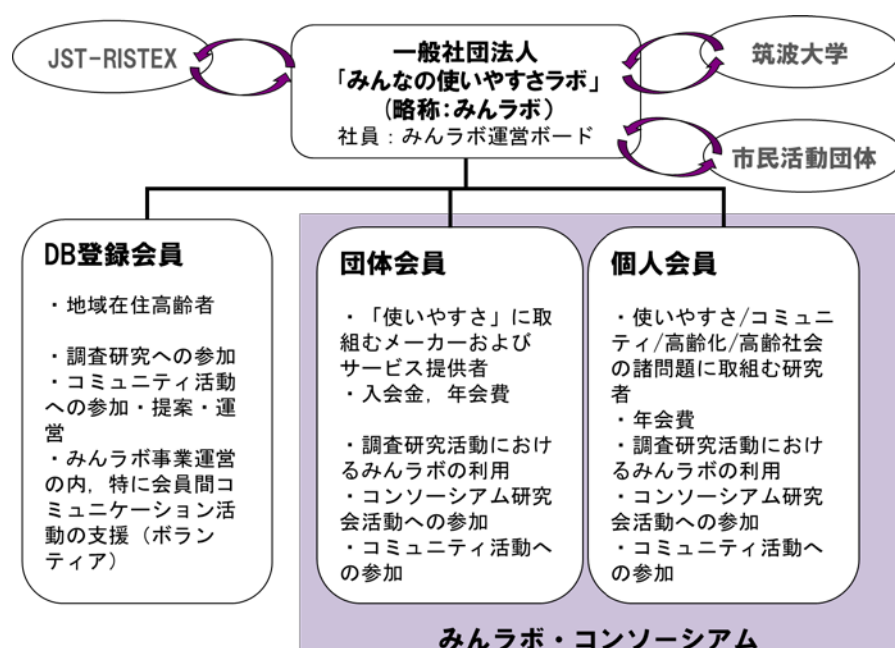 JST-RISTEX
一般社団法人
「みんなの使いやすさラボ」
(略称:みんラボ)
社員:みんラボ運営ボード
筑波大学
市民活動団体
DB登録会員
・地域在住高齢者
・調査研究への参加
・コミュニティ活動
への参加・提案・運
営
・みんラボ事業運営
の内，特に会員間コ
ミュニケーション活
動の支援（ボラン
ティア）
団体会員
・「使いやすさ」に取
組むメーカーおよび
サービス提供者
・入会金，年会費
・調査研究活動におけ
るみんラボの利用
・コンソーシアム研究
会活動への参加
・コミュニティ活動へ
の参加
個人会員
・使いやすさ/コミュニ
ティ/高齢化/高齢社会
の諸問題に取組む研究
者
・年会費
・調査研究活動におけ
るみんラボの利用
・コンソーシアム研究
会活動への参加
・コミュニティ活動へ
の参加
みんラボ・コンソーシアム